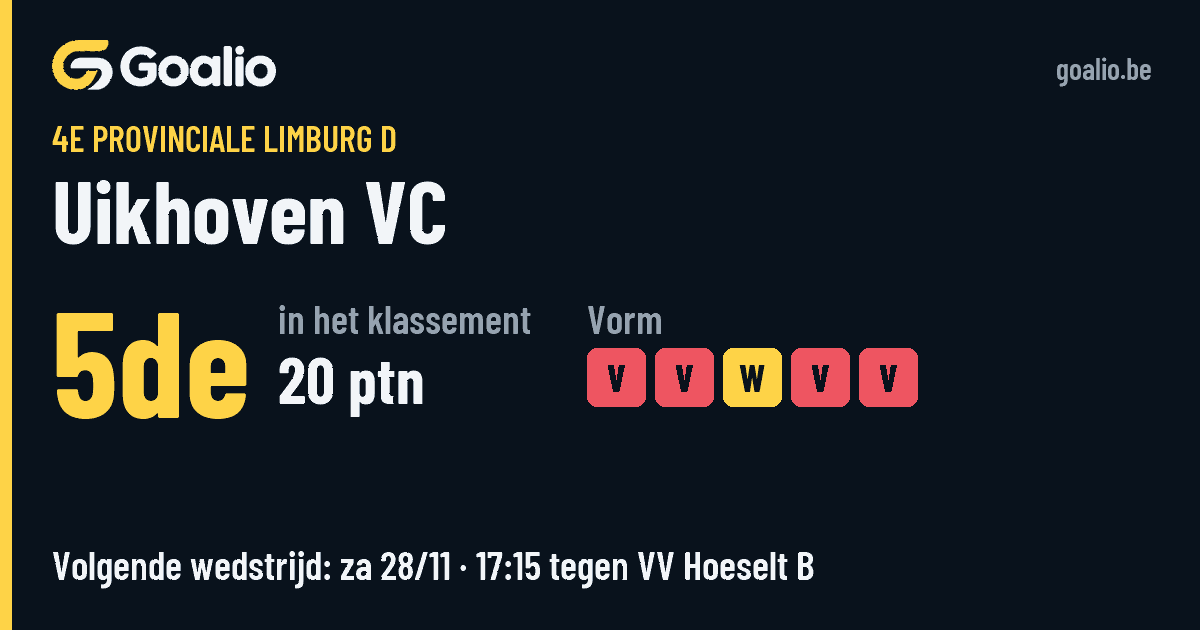 Goalio
goalio.be
4E PROVINCIALE LIMBURG D
Uikhoven VC
5de
in het klassement
20 ptn
Vorm
V V W V V
Volgende wedstrijd: za 28/11 · 17:15 tegen VV Hoeselt B